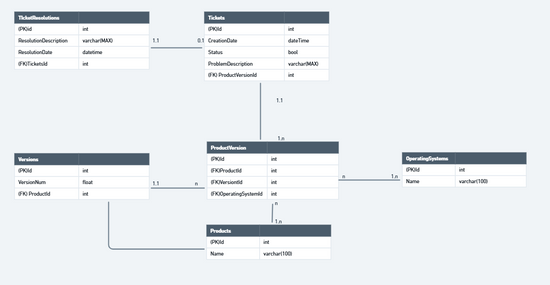 TicketResolutions
(PK)id int
ResolutionDescription varchar(MAX)
ResolutionDate datetime
(FK)TicketsId int
1.1
0.1
Tickets
(PK)Id int
CreationDate dateTime
Status bool
ProblemDescription varchar(MAX)
(FK) ProductVersionId int
1.1
1.n
ProductVersion
(PK)Id int
(FK)ProductId int
(FK)VersionId int
(FK)OperatingSystemId int
Versions
(PK)Id int
VersionNum float
(FK) ProductId int
1.1
n
n
1.n
OperatingSystems
(PK)Id int
Name varchar(100)
n
1.n
Products
(PK)Id int
Name varchar(100)